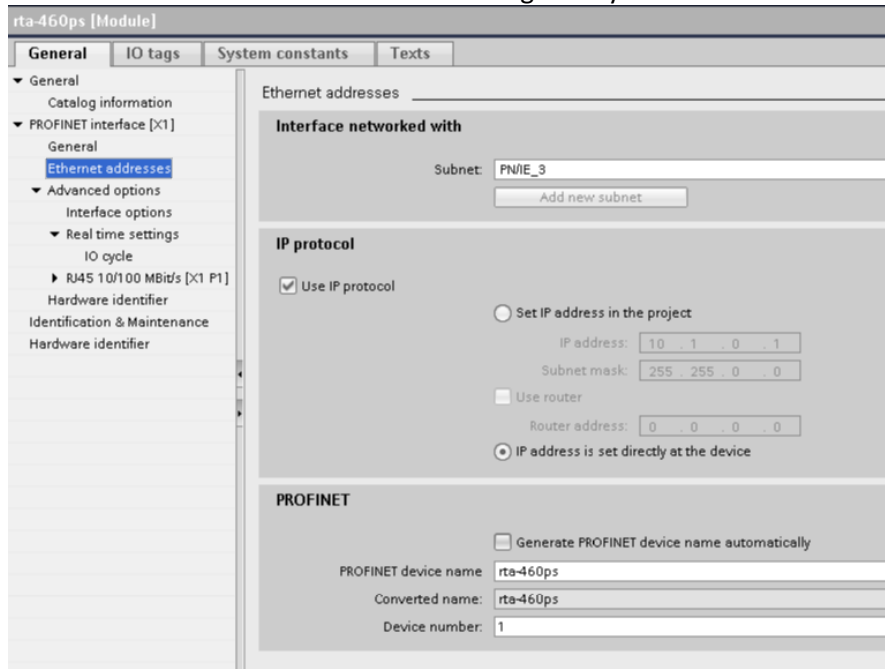 rta-460ps [Module]
General IO tags System constants Texts
General
Catalog information
PROFINET interface [X1]
General
Ethernet addresses
Advanced options
Interface options
Real time settings
IO cycle
RJ45 10/100 MBit/s [X1 P1]
Hardware identifier
Identification & Maintenance
Hardware identifier
Ethernet addresses
Interface networked with
Subnet: PN/IE_3
Add new subnet
IP protocol
Use IP protocol
Set IP address in the project
IP address: 10 . 1 . 0 . 1
Subnet mask: 255 . 255 . 0 . 0
Use router
Router address: 0 . 0 . 0 . 0
IP address is set directly at the device
PROFINET
Generate PROFINET device name automatically
PROFINET device name rta-460ps
Converted name: rta-460ps
Device number: 1